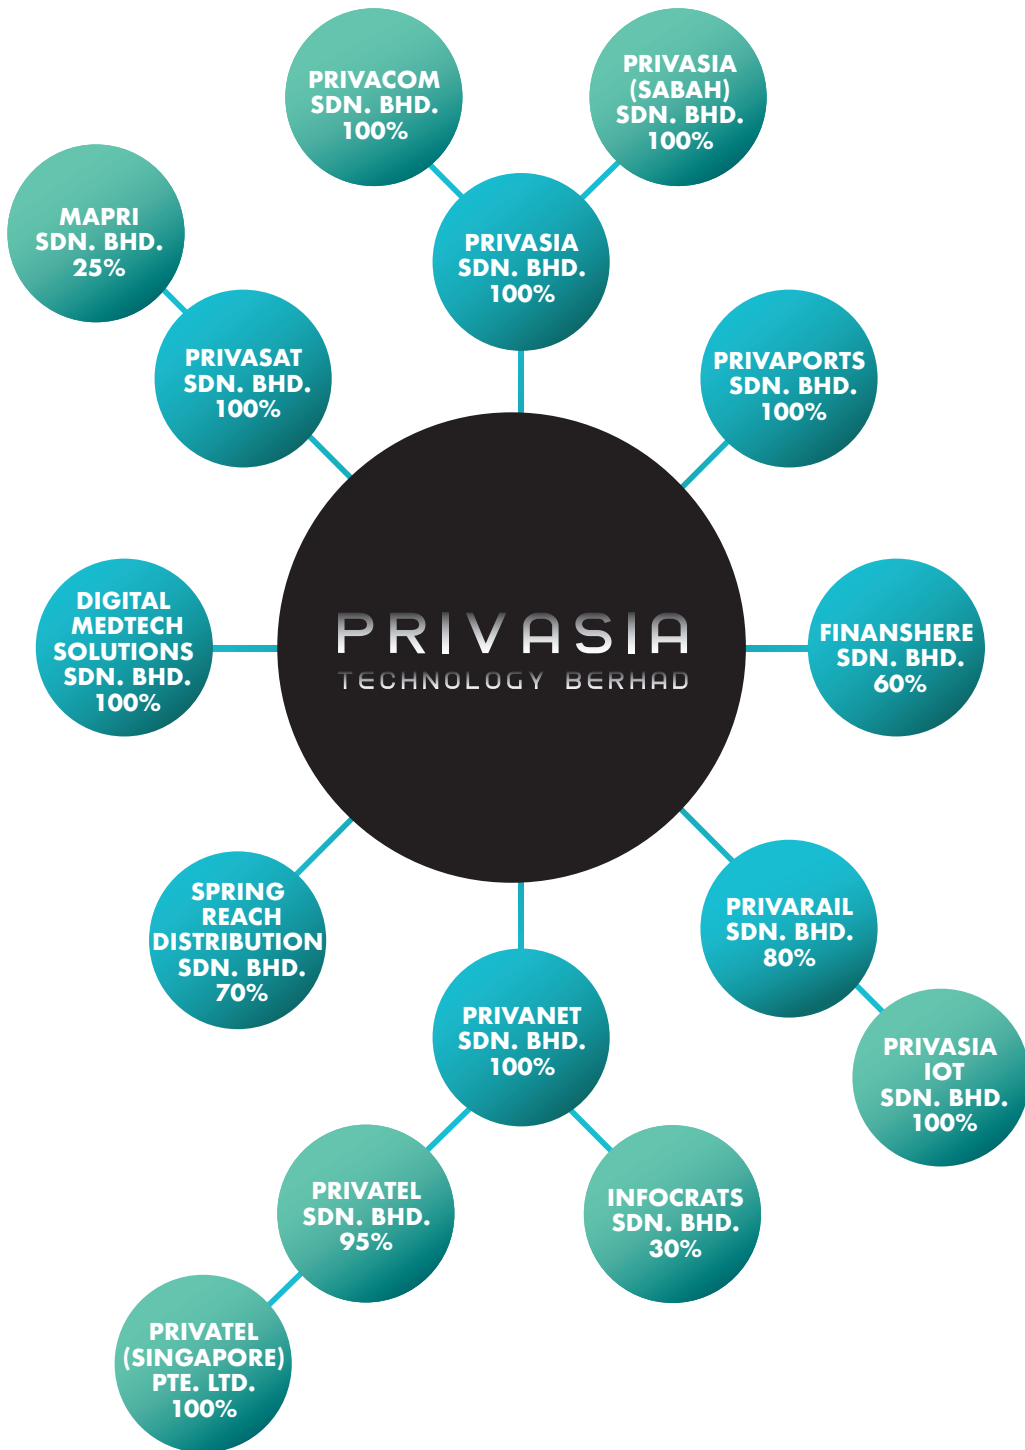 PRIVACOM
SDN. BHD.
100%
PRIVASIA
(SABAH)
SDN. BHD.
100%
MAPRI
SDN. BHD.
25%
PRIVASIA
SDN. BHD.
100%
PRIVASAT
SDN. BHD.
100%
PRIVAPORTS
SDN. BHD.
100%
DIGITAL
MEDTECH
SOLUTIONS
SDN. BHD.
100%
PRIVASIA
TECHNOLOGY BERHAD
FINANSHERE
SDN. BHD.
60%
SPRING
REACH
DISTRIBUTION
SDN. BHD.
70%
PRIVARAIL
SDN. BHD.
80%
PRIVANET
SDN. BHD.
100%
PRIVASIA
IOT
SDN. BHD.
100%
PRIVATEL
SDN. BHD.
95%
INFOCRATS
SDN. BHD.
30%
PRIVATEL
(SINGAPORE)
PTE. LTD.
100%